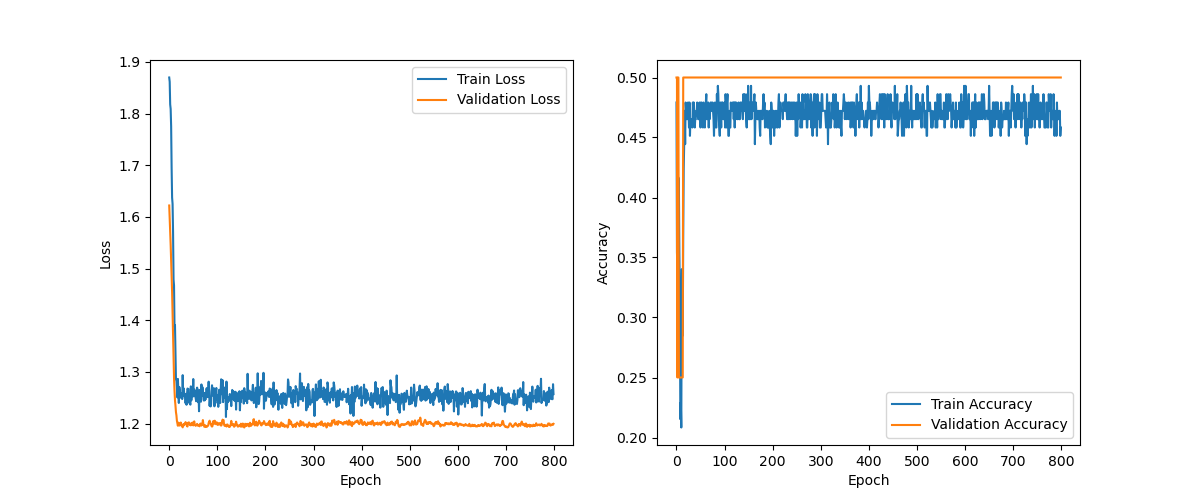 1.9
1.8
1.7
1.6
1.5
1.4
1.3
1.2
Loss
0 100 200 300 400 500 600 700 800
Epoch
Train Loss
Validation Loss
0.50
0.45
0.40
0.35
0.30
0.25
0.20
Accuracy
0 100 200 300 400 500 600 700 800
Epoch
Train Accuracy
Validation Accuracy